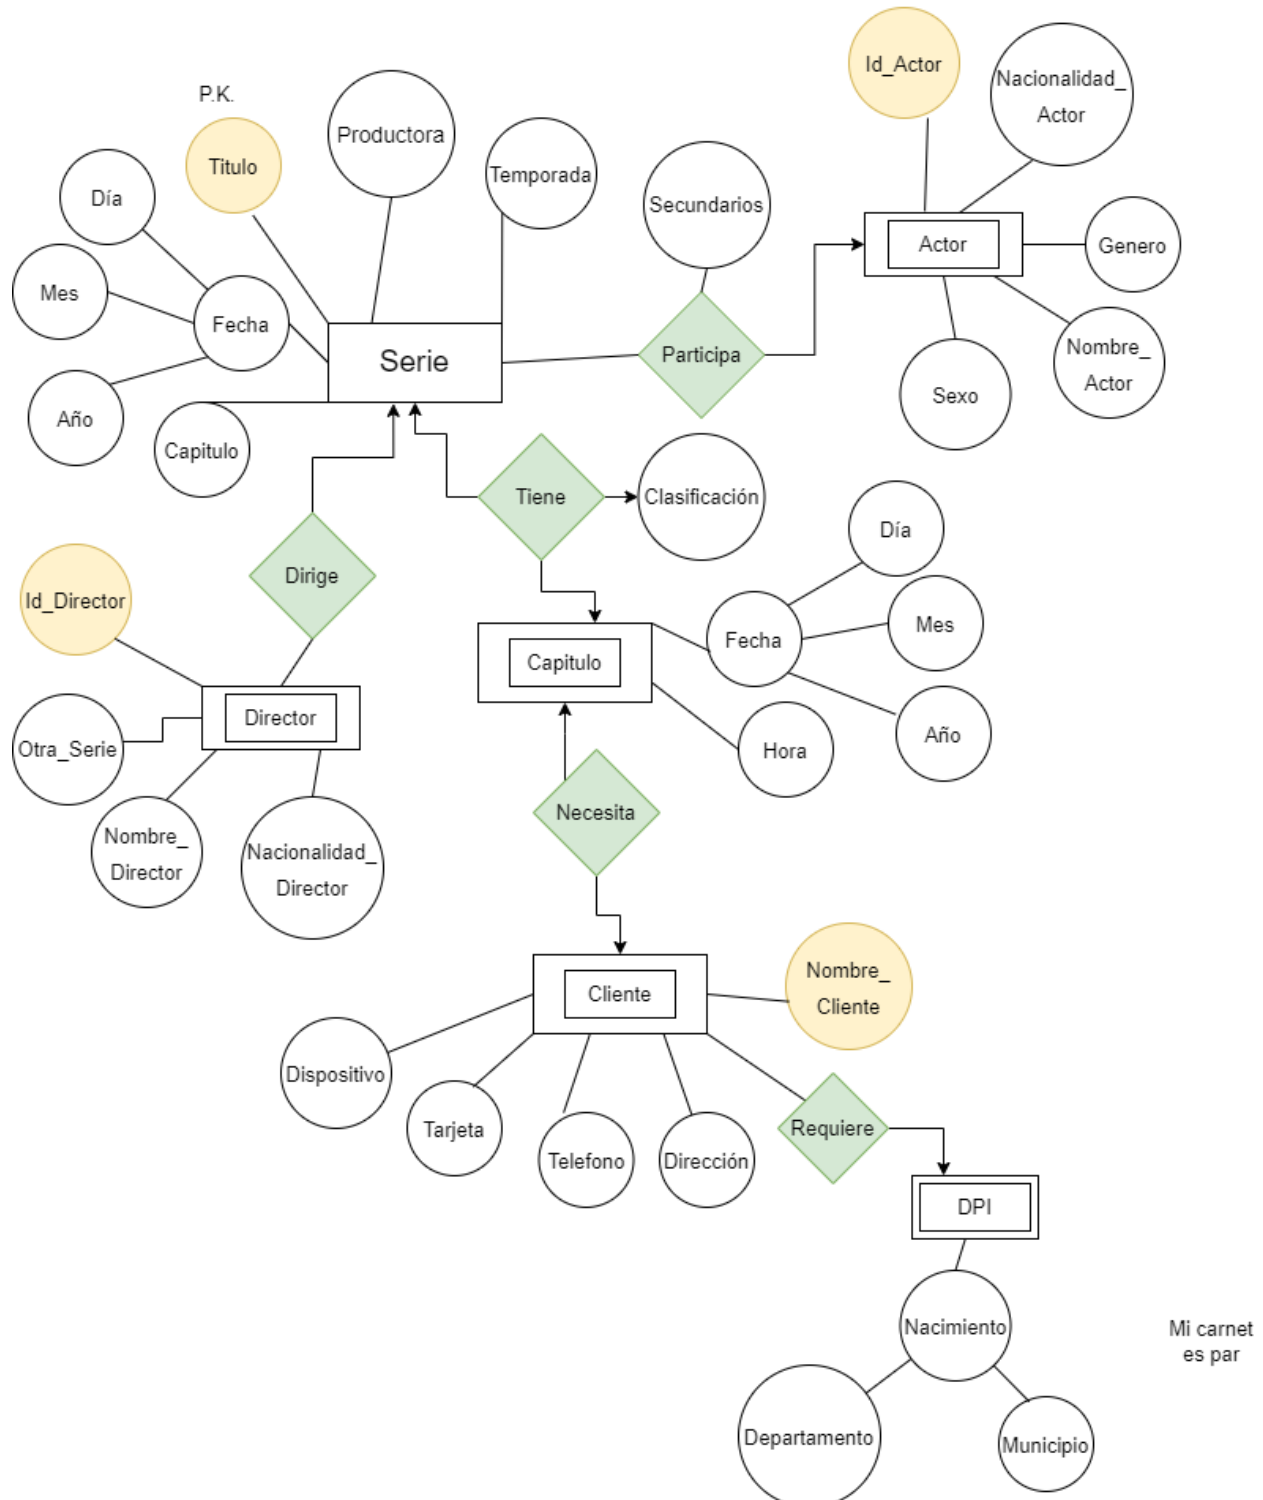 Id_Actor
Nacionalidad_
Actor
P.K.
Titulo
Productora
Temporada
Día
Secundarios
Mes
Fecha
Actor
Genero
Serie
Participa
Nombre_
Actor
Año
Sexo
Capitulo
Tiene
Clasificación
Día
Dirige
Id_Director
Fecha
Mes
Capitulo
Director
Otra_Serie
Hora
Año
Necesita
Nombre_
Director
Nacionalidad_
Director
Cliente
Nombre_
Cliente
Dispositivo
Tarjeta
Telefono
Dirección
Requiere
DPI
Nacimiento
Mi carnet
es par
Departamento
Municipio